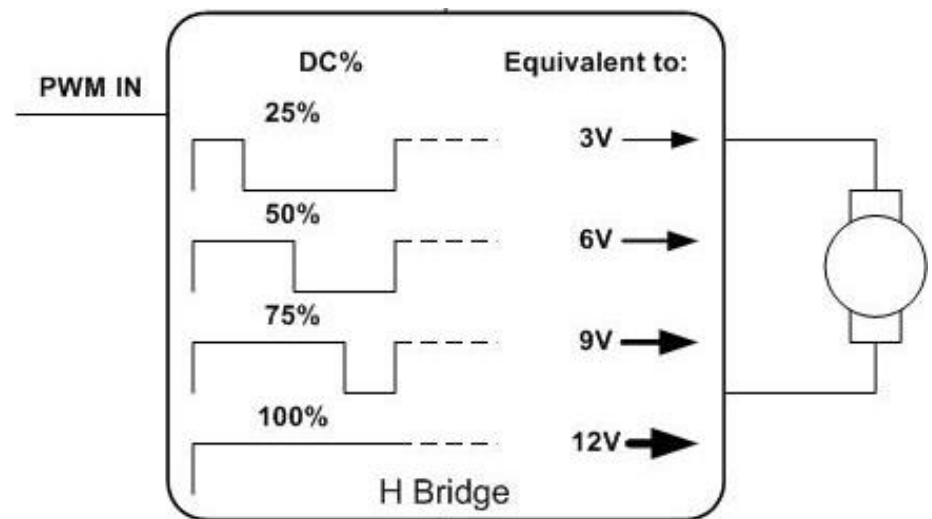 DC% Equivalent to:
PWM IN
25% 3V
50% 6V
75% 9V
100% 12V
H Bridge